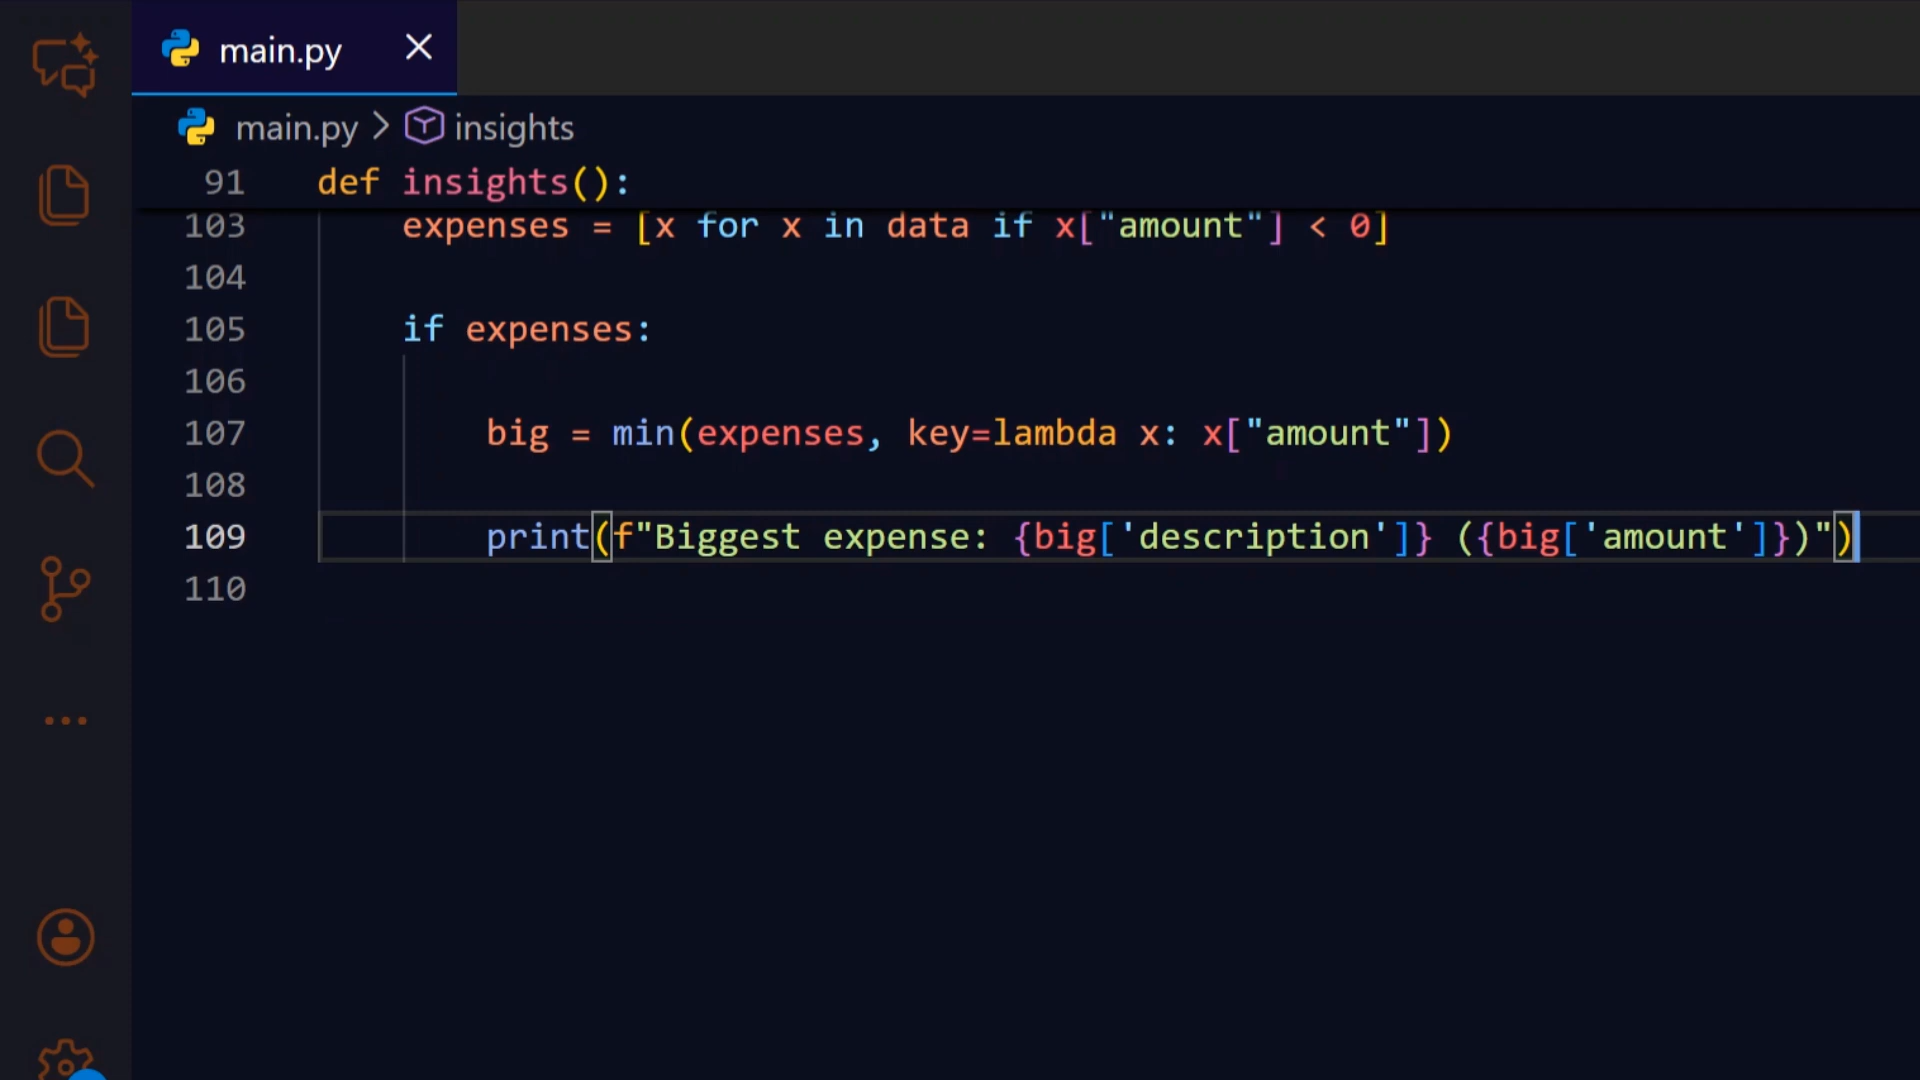 main.py
main.py > insights
91 def insights():
103 expenses = [x for x in data if x["amount"] < 0]
104
105 if expenses:
106
107 big = min(expenses, key=lambda x: x["amount"])
108
109 print(f"Biggest expense: {big['description']} ({big['amount']})")
110